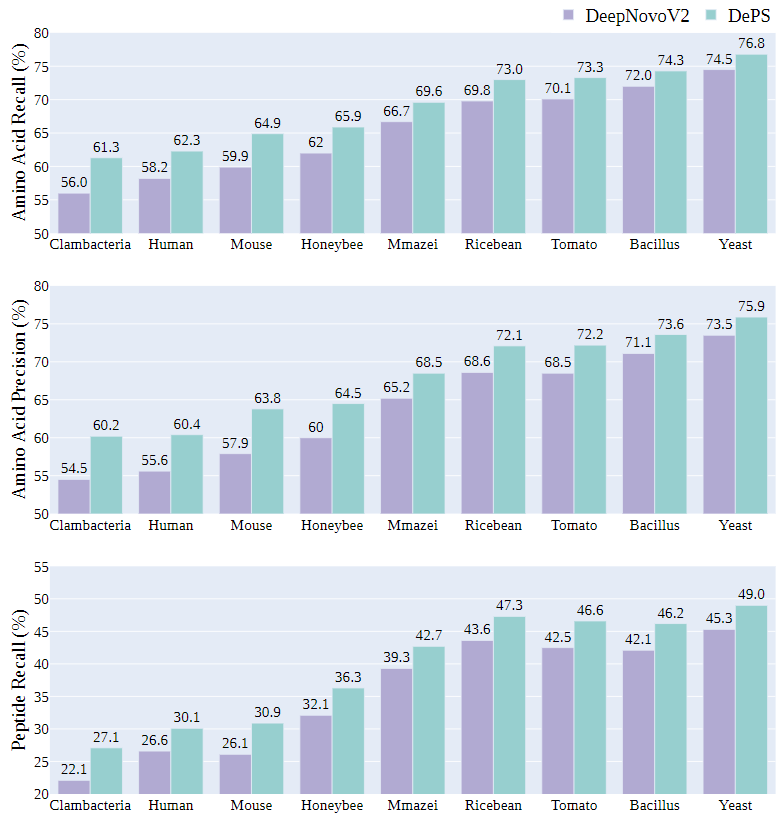 DeepNovoV2 DePS
Amino Acid Recall (%)
80
75
70
65
60
55
50
56.0 61.3 58.2 62.3 59.9 64.9 62 65.9 66.7 69.6 69.8 73.0 70.1 73.3 72.0 74.3 74.5 76.8
Clambacteria Human Mouse Honeybee Mmazei Ricebean Tomato Bacillus Yeast
Amino Acid Precision (%)
80
75
70
65
60
55
50
54.5 60.2 55.6 60.4 57.9 63.8 60 64.5 65.2 68.5 68.6 72.1 68.5 72.2 71.1 73.6 73.5 75.9
Clambacteria Human Mouse Honeybee Mmazei Ricebean Tomato Bacillus Yeast
Peptide Recall (%)
55
50
45
40
35
30
25
20
22.1 27.1 26.6 30.1 26.1 30.9 32.1 36.3 39.3 42.7 43.6 47.3 42.5 46.6 42.1 46.2 45.3 49.0
Clambacteria Human Mouse Honeybee Mmazei Ricebean Tomato Bacillus Yeast